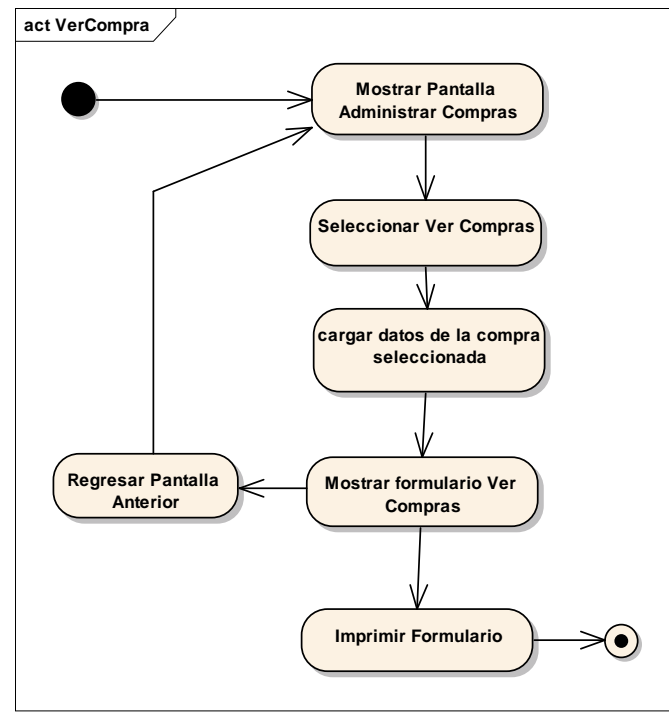 act VerCompra
Mostrar Pantalla
Administrar Compras
Seleccionar Ver Compras
cargar datos de la compra
seleccionada
Regresar Pantalla
Anterior
Mostrar formulario Ver
Compras
Imprimir Formulario